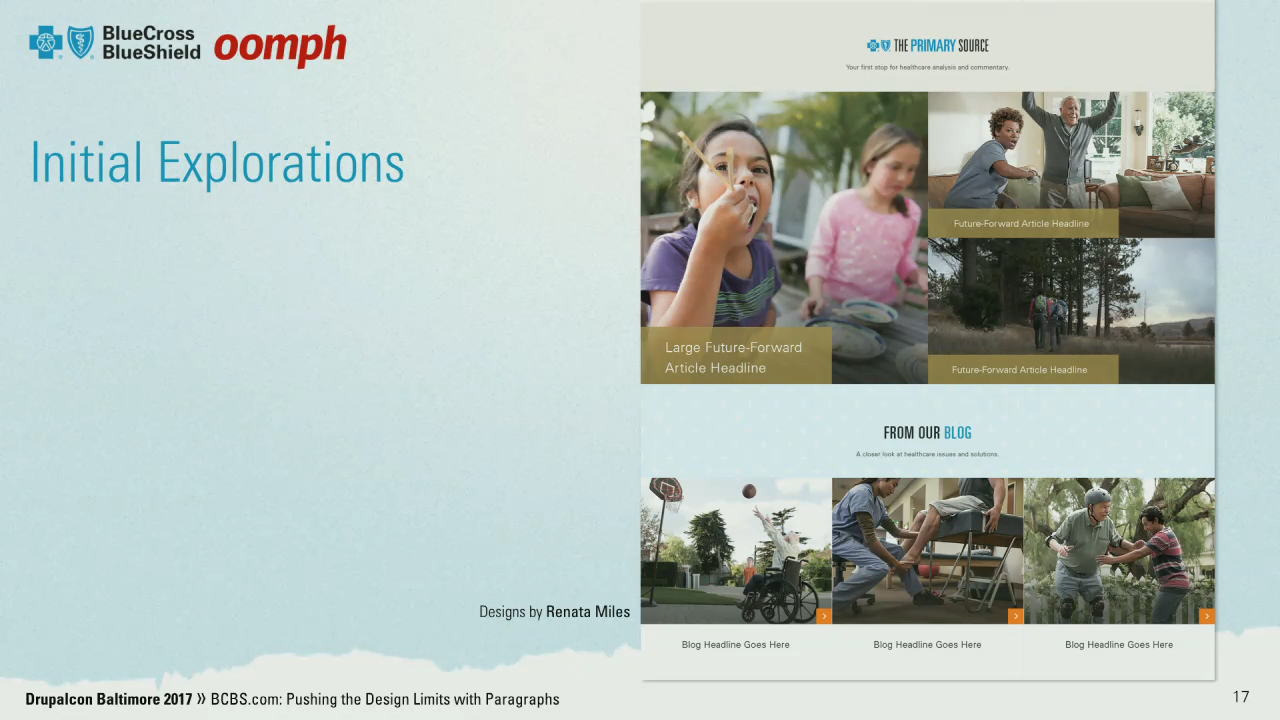 BlueCross
BlueShield
oomph
Initial Explorations
THE PRIMARY SOURCE
Your first stop for healthcare analysis and commentary.
Large Future-Forward
Article Headline
Future-Forward Article Headline
Future-Forward Article Headline
FROM OUR BLOG
A closer look at healthcare issues and solutions.
Blog Headline Goes Here
Blog Headline Goes Here
Blog Headline Goes Here
Designs by Renata Miles
Drupalcon Baltimore 2017 » BCBS.com: Pushing the Design Limits with Paragraphs
17